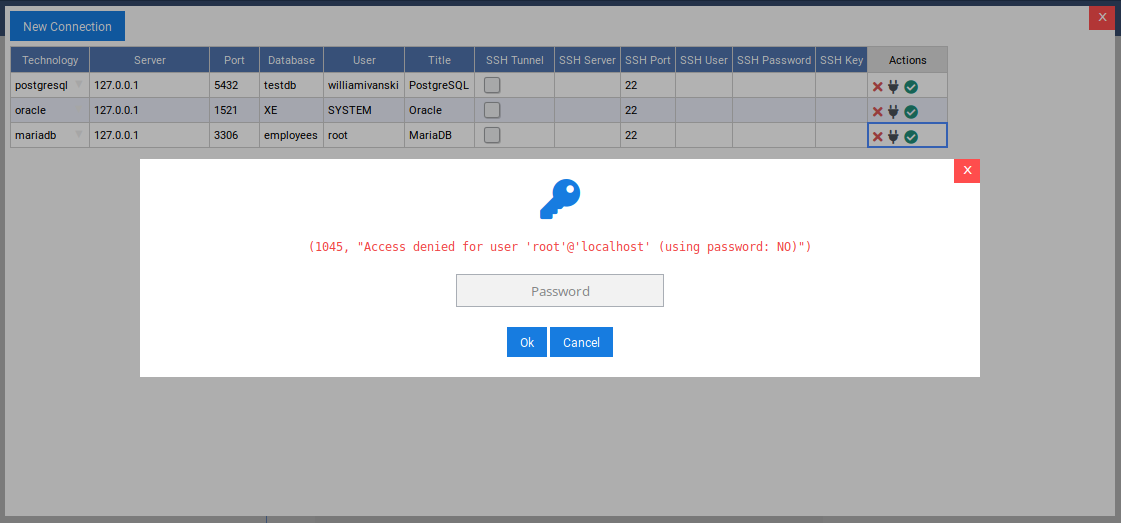 X
New Connection
Technology Server Port Database User Title SSH Tunnel SSH Server SSH Port SSH User SSH Password SSH Key Actions
postgresql 127.0.0.1 5432 testdb williamivanski PostgreSQL 22
oracle 127.0.0.1 1521 XE SYSTEM Oracle 22
mariadb 127.0.0.1 3306 employees root MariaDB 22
X
(1045, "Access denied for user 'root'@'localhost' (using password: NO)")
Password
Ok Cancel